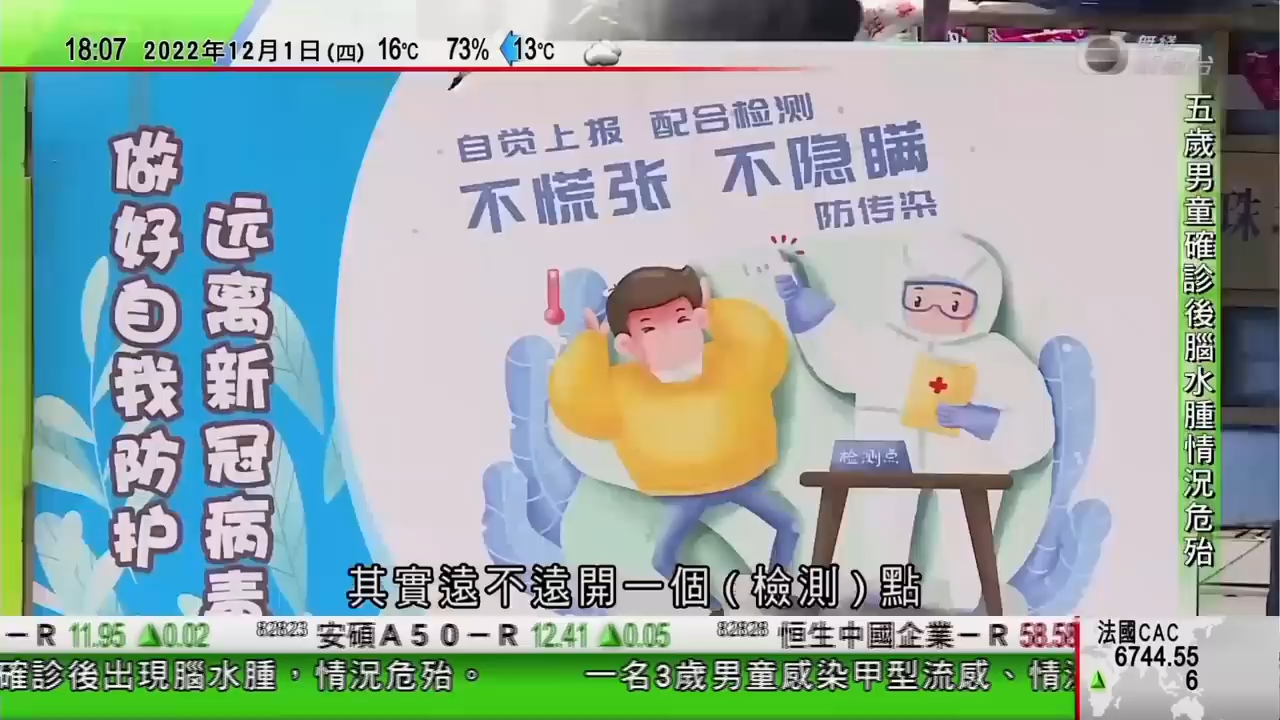 18:07 2022年12月1日(四) 16℃ 73% 13℃
無綫
台
自觉上报 配合检测
不慌张 不隐瞒
防传染
做好自我防护
远离新冠病毒
检测点
五歲男童確診後腦水腫情況危殆
珠
其實遠不遠開一個(檢測)點
－R 11.95 ▲0.02 82823 安碩A50－R 12.41 ▲0.05 82828 恒生中國企業－R 58.58
法國CAC
6744.55
▲ 6
確診後出現腦水腫，情況危殆。 一名3歲男童感染甲型流感、情